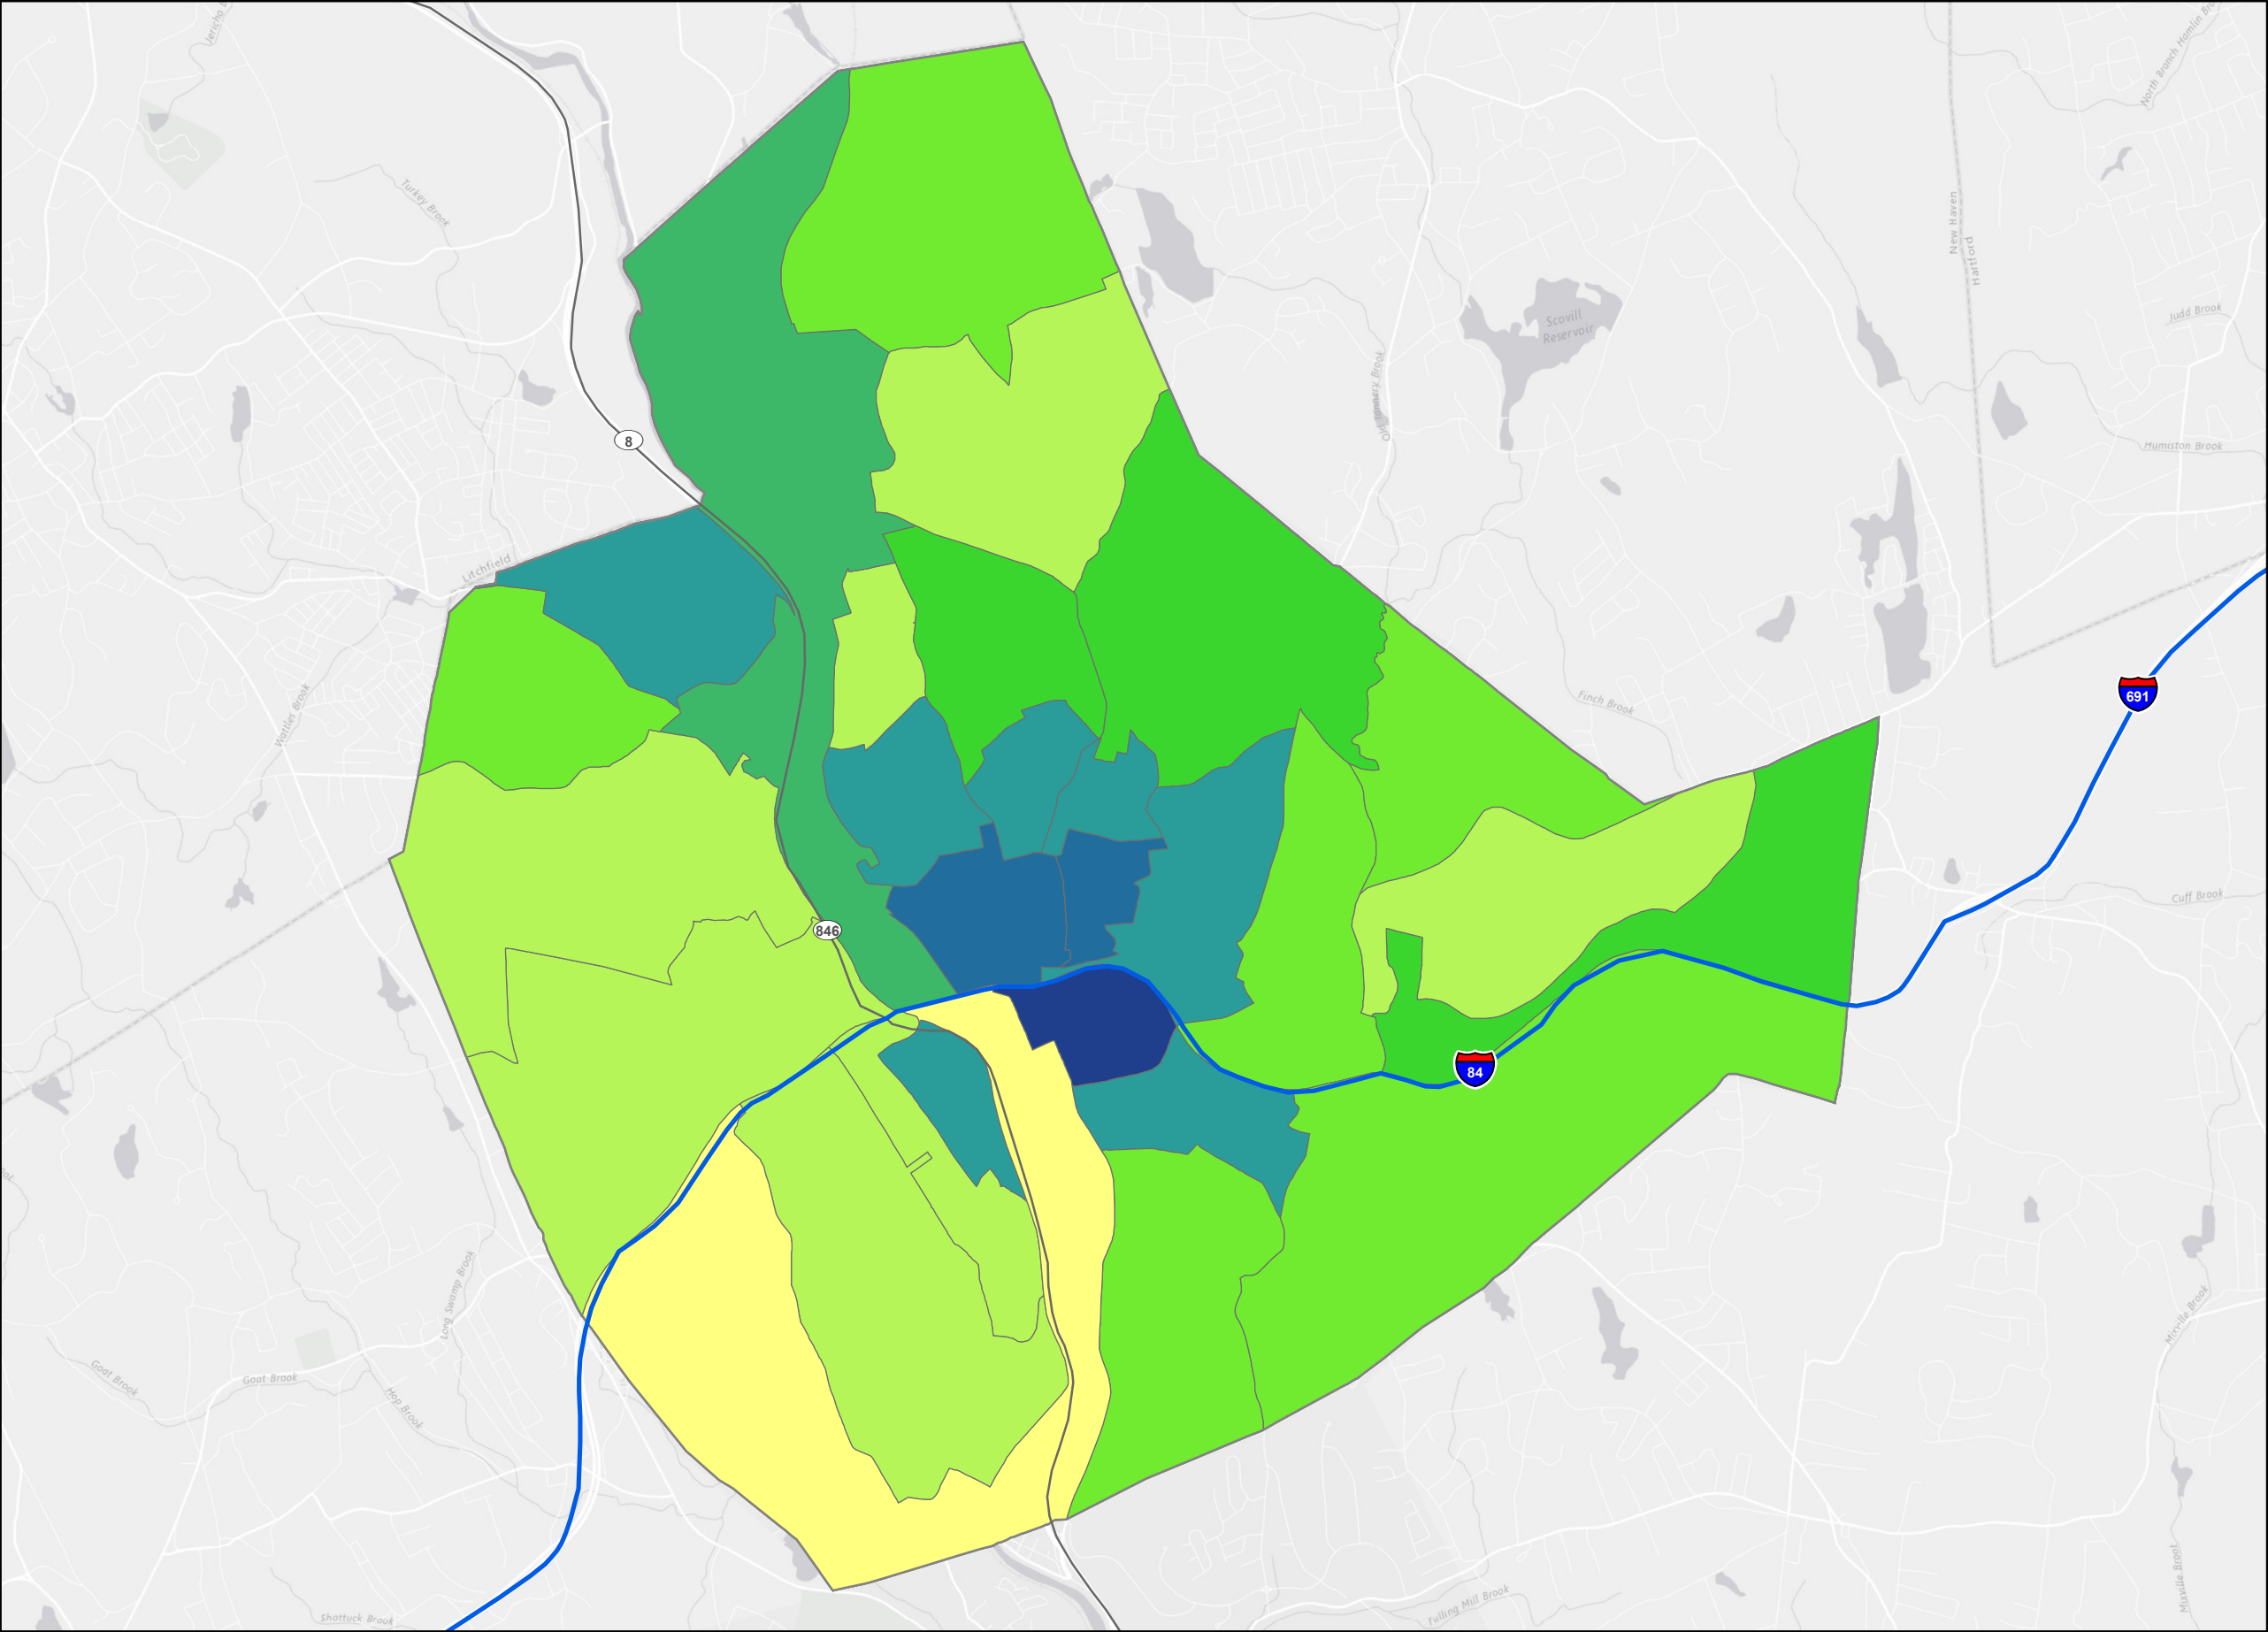 Jericho
North Branch Hamlin
Turkey Brook
New Haven
Hartford
Scovill
Reservoir
Judd Brook
Old Tannery Brook
8
Humiston Brook
Litchfield
Finch Brook
691
Wattles Brook
Cuff Brook
846
84
Long Swamp Brook
Mixville Brook
Goat Brook
Goat Brook
Hop Brook
Mixville Brook
Fulling Mill Brook
Shattuck Brook